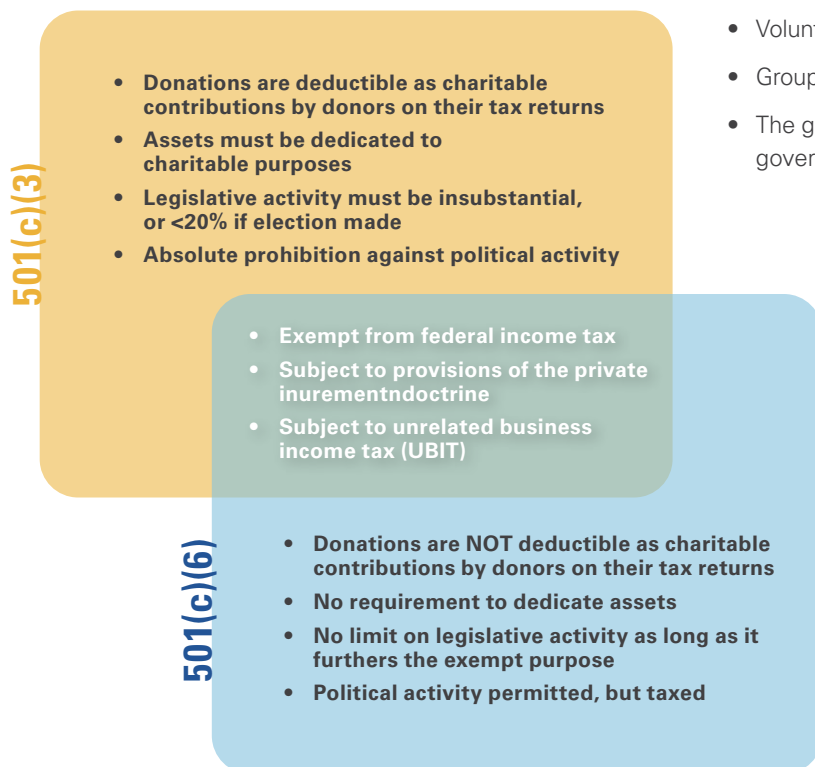 • Donations are deductible as charitable
contributions by donors on their tax returns
• Assets must be dedicated to
charitable purposes
• Legislative activity must be insubstantial,
or <20% if election made
• Absolute prohibition against political activity
501(c)(3)
• Exempt from federal income tax
• Subject to provisions of the private
inurementndoctrine
• Subject to unrelated business
income tax (UBIT)
501(c)(6)
• Donations are NOT deductible as charitable
contributions by donors on their tax returns
• No requirement to dedicate assets
• No limit on legislative activity as long as it
furthers the exempt purpose
• Political activity permitted, but taxed
•
• Group
• The